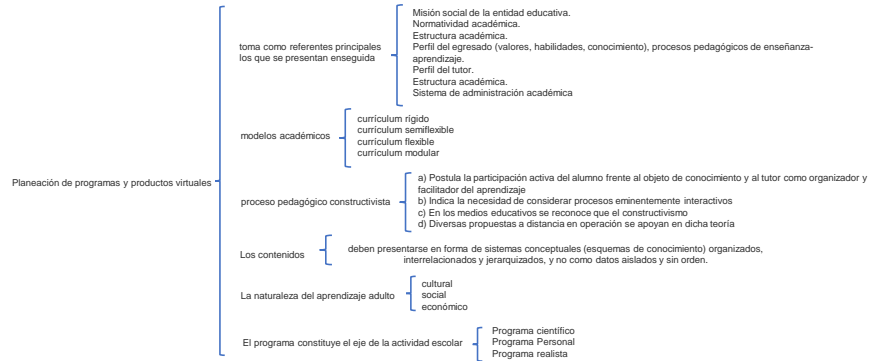 Planeación de programas y productos virtuales
toma como referentes principales
los que se presentan enseguida
Misión social de la entidad educativa.
Normatividad académica.
Estructura académica.
Perfil del egresado (valores, habilidades, conocimiento), procesos pedagógicos de enseñanza-
aprendizaje.
Perfil del tutor.
Estructura académica.
Sistema de administración académica
modelos académicos
currículum rígido
currículum semiflexible
currículum flexible
currículum modular
proceso pedagógico constructivista
a) Postula la participación activa del alumno frente al objeto de conocimiento y al tutor como organizador y
facilitador del aprendizaje
b) Indica la necesidad de considerar procesos eminentemente interactivos
c) En los medios educativos se reconoce que el constructivismo
d) Diversas propuestas a distancia en operación se apoyan en dicha teoría
Los contenidos
deben presentarse en forma de sistemas conceptuales (esquemas de conocimiento) organizados,
interrelacionados y jerarquizados, y no como datos aislados y sin orden.
La naturaleza del aprendizaje adulto
cultural
social
económico
El programa constituye el eje de la actividad escolar
Programa científico
Programa Personal
Programa realista